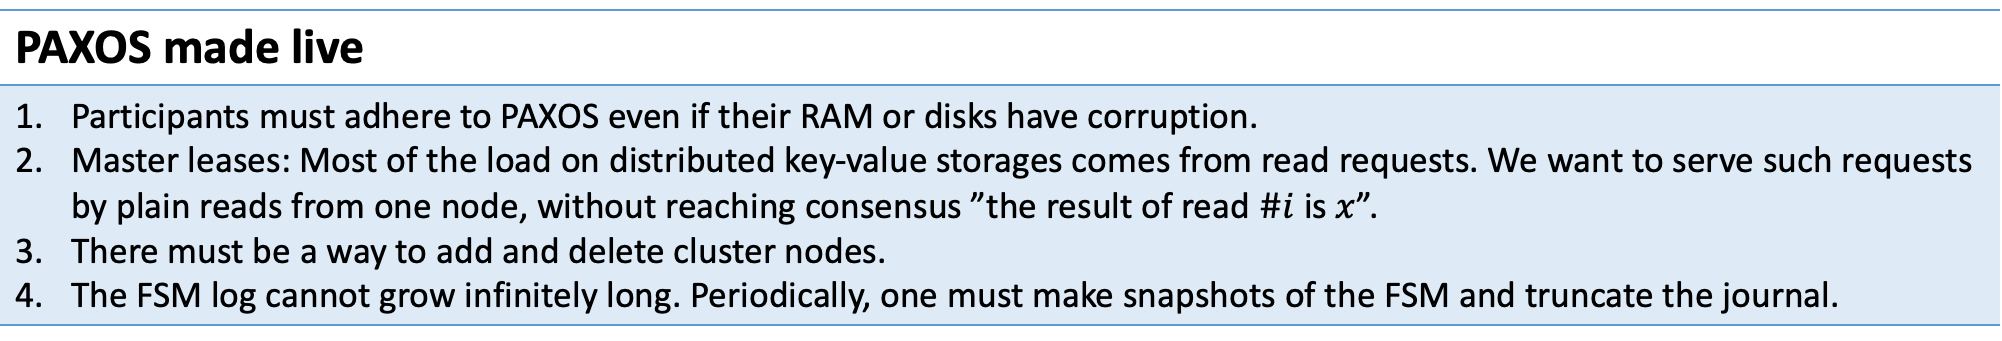 PAXOS made live
1. Participants must adhere to PAXOS even if their RAM or disks have corruption.
2. Master leases: Most of the load on distributed key-value storages comes from read requests. We want to serve such requests
by plain reads from one node, without reaching consensus ”the result of read #𝑖 is 𝑥”.
3. There must be a way to add and delete cluster nodes.
4. The FSM log cannot grow infinitely long. Periodically, one must make snapshots of the FSM and truncate the journal.